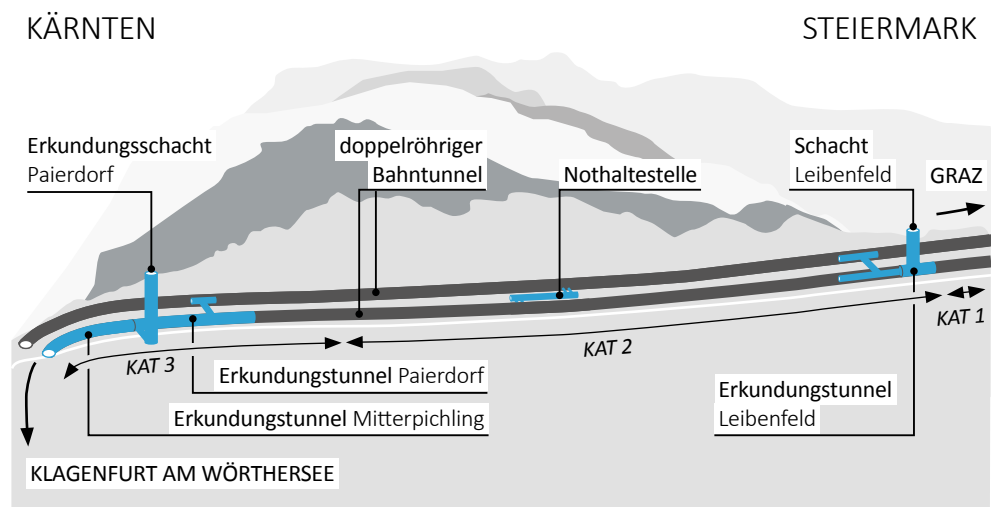 KÄRNTEN
STEIERMARK
Erkundungsschacht
Paierdorf
doppelröhriger
Bahntunnel
Nothaltestelle
Schacht
Leibenfeld
GRAZ
KAT 1
KAT 2
KAT 3
Erkundungstunnel Paierdorf
Erkundungstunnel Mitterpichling
Erkundungstunnel
Leibenfeld
KLAGENFURT AM WÖRTHERSEE